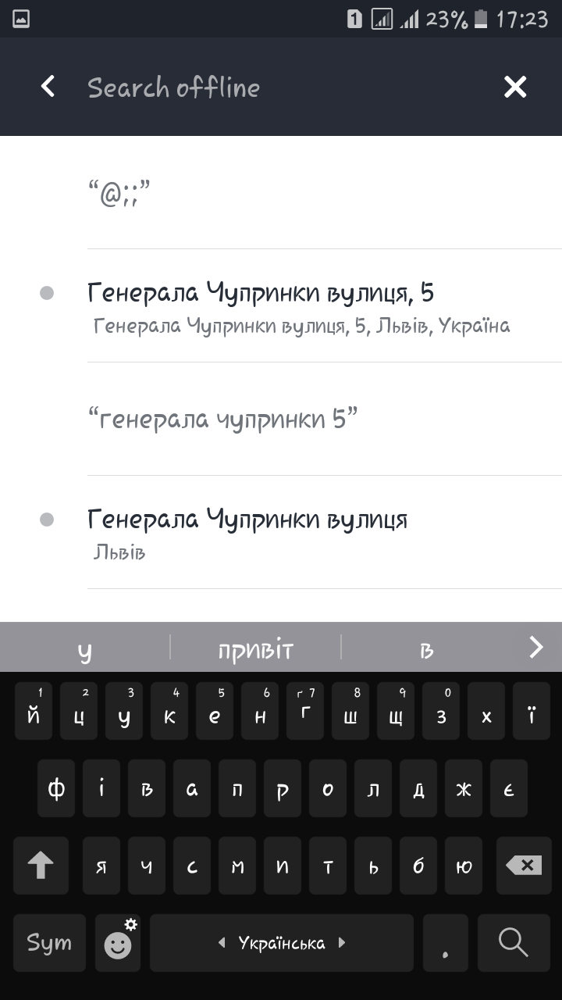 1 23% 17:23
Search offline
“@;;”
Генерала Чупринки вулиця, 5
Генерала Чупринки вулиця, 5, Львів, Україна
“генерала чупринки 5”
Генерала Чупринки вулиця
Львів
у привіт в
1 2 3 4 5 6 ґ 7 8 9 0
й ц у к е н г ш щ з х ї
ф і в а п р о л д ж є
я ч с м и т ь б ю
Sym Українська .